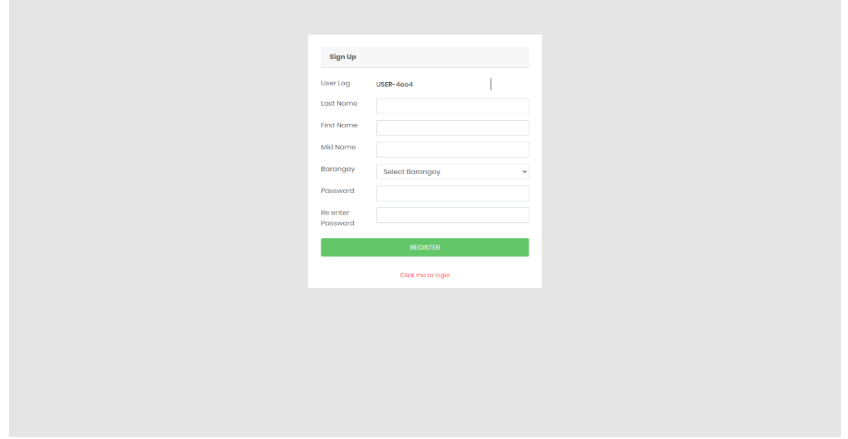 Sign Up
User Log USER-4oo4
Last Name
First Name
Mid Name
Barangay Select Barangay
Password
Re enter
Password
REGISTER
Click me to login